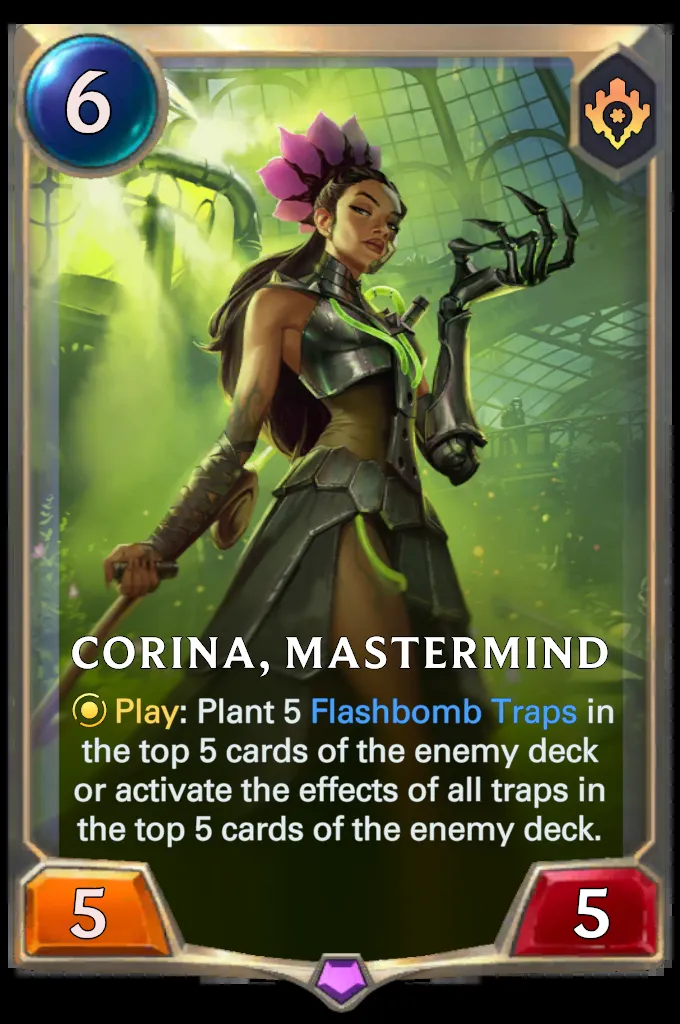 6
CORINA, MASTERMIND
Play: Plant 5 Flashbomb Traps in
the top 5 cards of the enemy deck
or activate the effects of all traps in
the top 5 cards of the enemy deck.
5
5